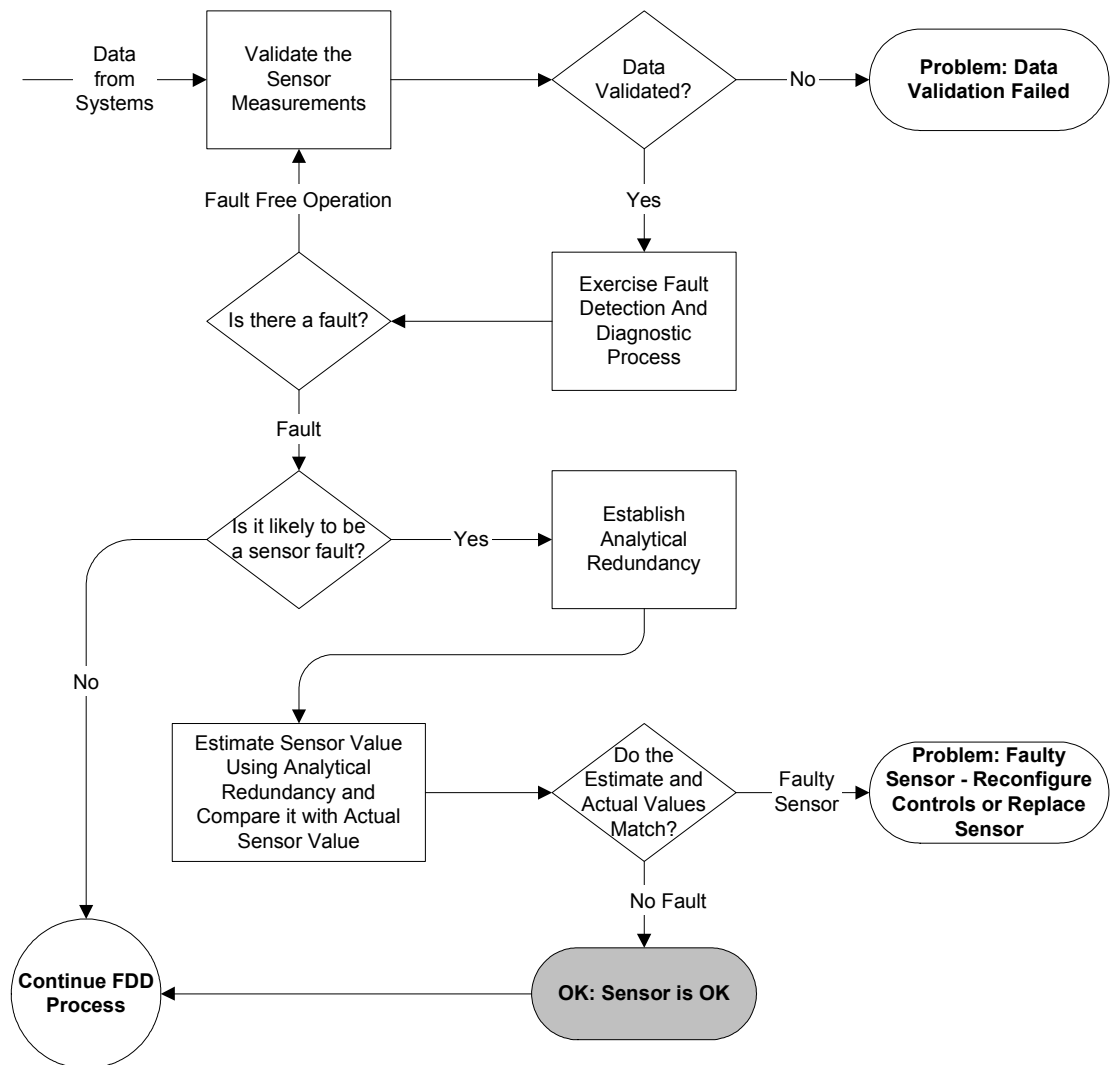 Data
from
Systems
Validate the
Sensor
Measurements
Data
Validated?
No
Problem: Data
Validation Failed
Fault Free Operation
Yes
Is there a fault?
Exercise Fault
Detection And
Diagnostic
Process
Fault
Is it likely to be
a sensor fault?
Yes
Establish
Analytical
Redundancy
No
Estimate Sensor Value
Using Analytical
Redundancy and
Compare it with Actual
Sensor Value
Do the
Estimate and
Actual Values
Match?
Faulty
Sensor
Problem: Faulty
Sensor - Reconfigure
Controls or Replace
Sensor
No Fault
Continue FDD
Process
OK: Sensor is OK